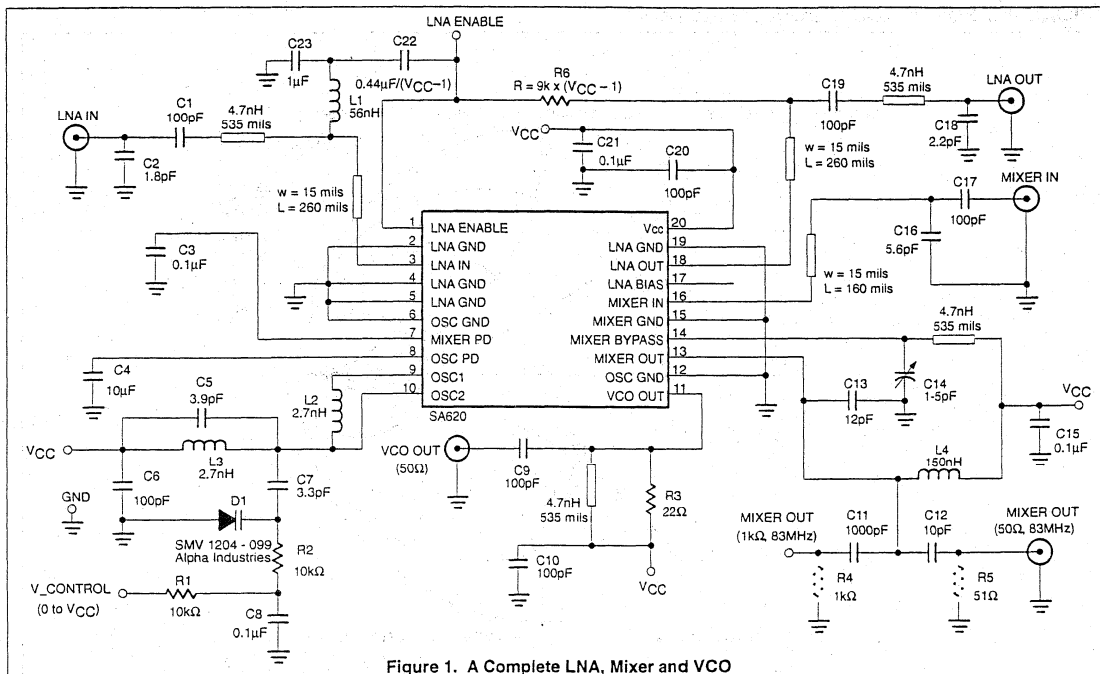 LNA ENABLE
C23
1µF
C22
0.44µF/(VCC–1)
L1
56nH
R6
R = 9k x (VCC – 1)
LNA IN
C1
100pF
4.7nH
535 mils
C2
1.8pF
w = 15 mils
L = 260 mils
VCC
C21
0.1µF
C20
100pF
C19
100pF
4.7nH
535 mils
LNA OUT
C18
2.2pF
w = 15 mils
L = 260 mils
C17
100pF
MIXER IN
C16
5.6pF
w = 15 mils
L = 160 mils
C3
0.1µF
1 LNA ENABLE
2 LNA GND
3 LNA IN
4 LNA GND
5 LNA GND
6 OSC GND
7 MIXER PD
8 OSC PD
9 OSC1
10 OSC2
Vcc 20
LNA GND 19
LNA OUT 18
LNA BIAS 17
MIXER IN 16
MIXER GND 15
MIXER BYPASS 14
MIXER OUT 13
OSC GND 12
VCO OUT 11
SA620
4.7nH
535 mils
C4
10µF
C5
3.9pF
L2
2.7nH
VCC
L3
2.7nH
C6
100pF
C7
3.3pF
GND
D1
SMV 1204 - 099
Alpha Industries
R2
10kΩ
V_CONTROL
(0 to VCC)
R1
10kΩ
C8
0.1µF
VCO OUT
(50Ω)
C9
100pF
4.7nH
535 mils
R3
22Ω
C10
100pF
VCC
C13
12pF
C14
1-5pF
VCC
C15
0.1µF
L4
150nH
MIXER OUT
(1kΩ, 83MHz)
C11
1000pF
C12
10pF
MIXER OUT
(50Ω, 83MHz)
R4
1kΩ
R5
51Ω
Figure 1. A Complete LNA, Mixer and VCO